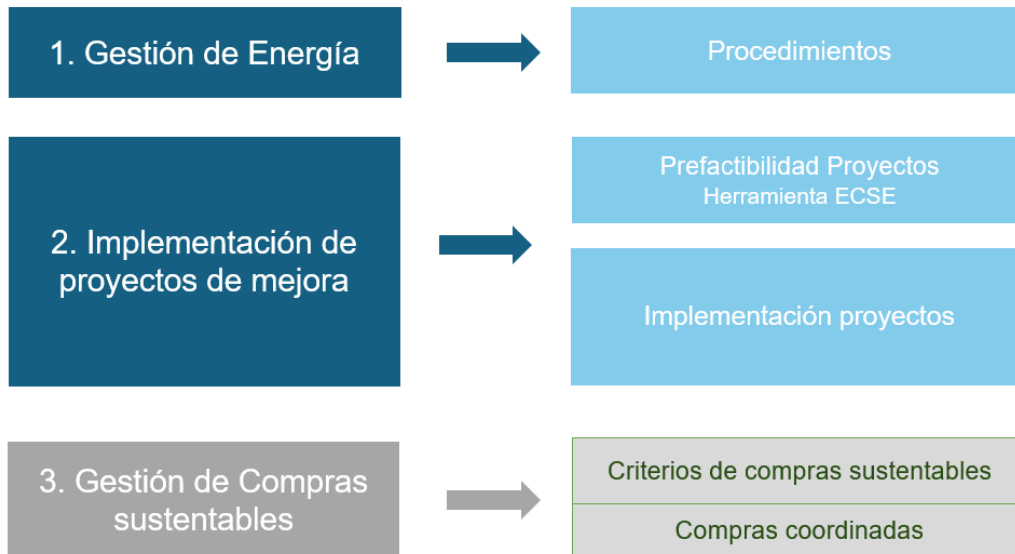 1. Gestión de Energía
Procedimientos
2. Implementación de
proyectos de mejora
Prefactibilidad Proyectos
Herramienta ECSE
Implementación proyectos
3. Gestión de Compras
sustentables
Criterios de compras sustentables
Compras coordinadas